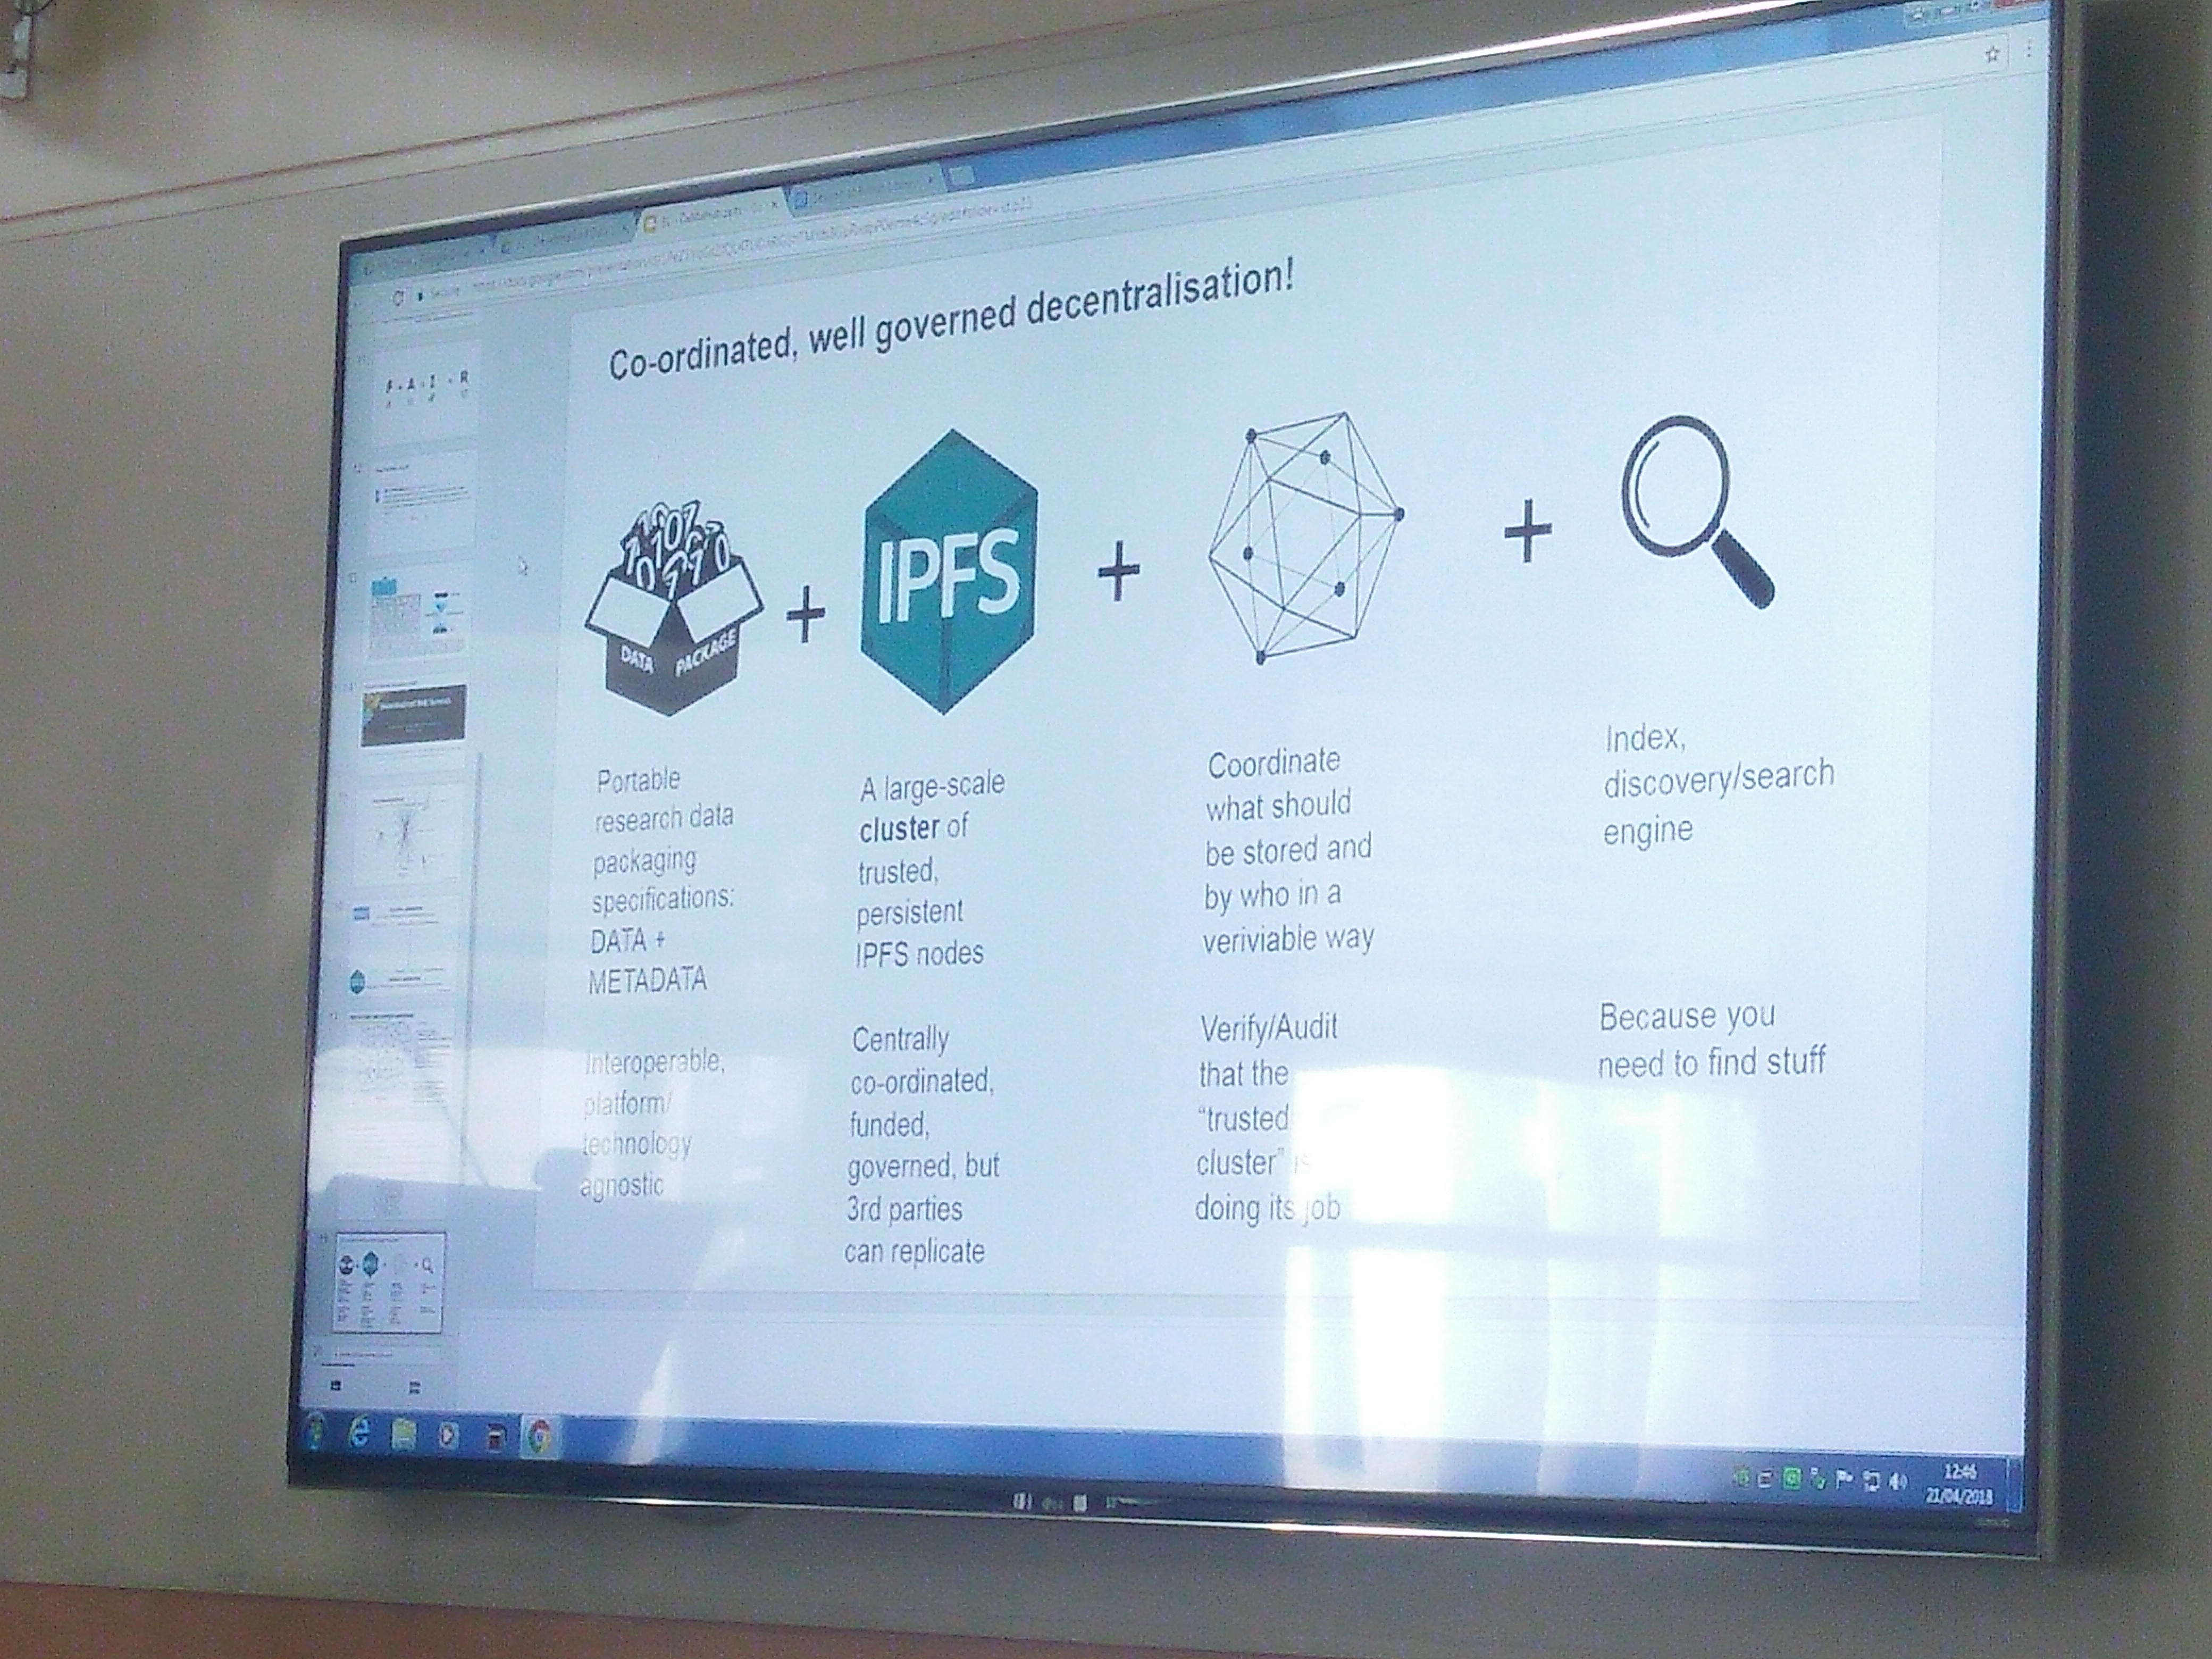 Secure
Co-ordinated, well governed decentralisation!
F . A . I . R
DATA PACKAGE
+
IPFS
+
+
Portable
research data
packaging
specifications:
DATA +
METADATA
Interoperable,
platform/
technology
agnostic
A large-scale
cluster of
trusted,
persistent
IPFS nodes
Centrally
co-ordinated,
funded,
governed, but
3rd parties
can replicate
Coordinate
what should
be stored and
by who in a
veriviable way
Verify/Audit
that the
“trusted
cluster” is
doing its job
Index,
discovery/search
engine
Because you
need to find stuff
12:46
21/04/2018